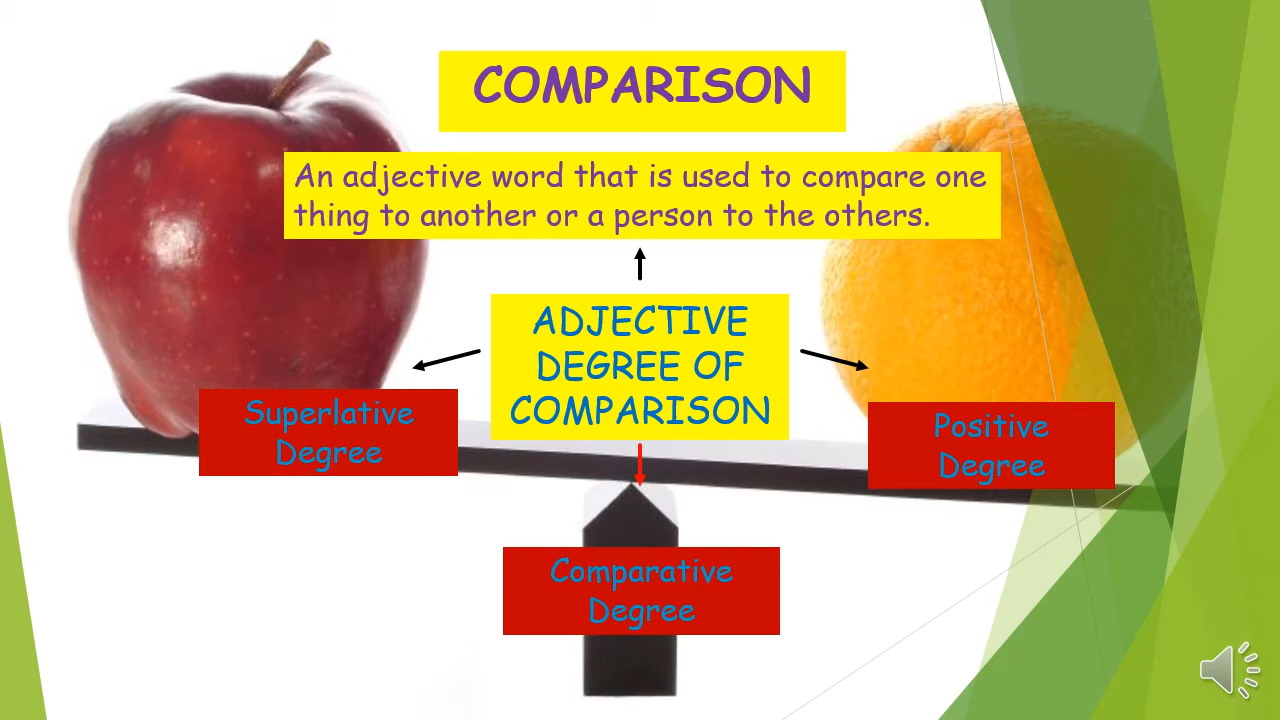 COMPARISON
An adjective word that is used to compare one
thing to another or a person to the others.
ADJECTIVE
DEGREE OF
COMPARISON
Superlative
Degree
Positive
Degree
Comparative
Degree